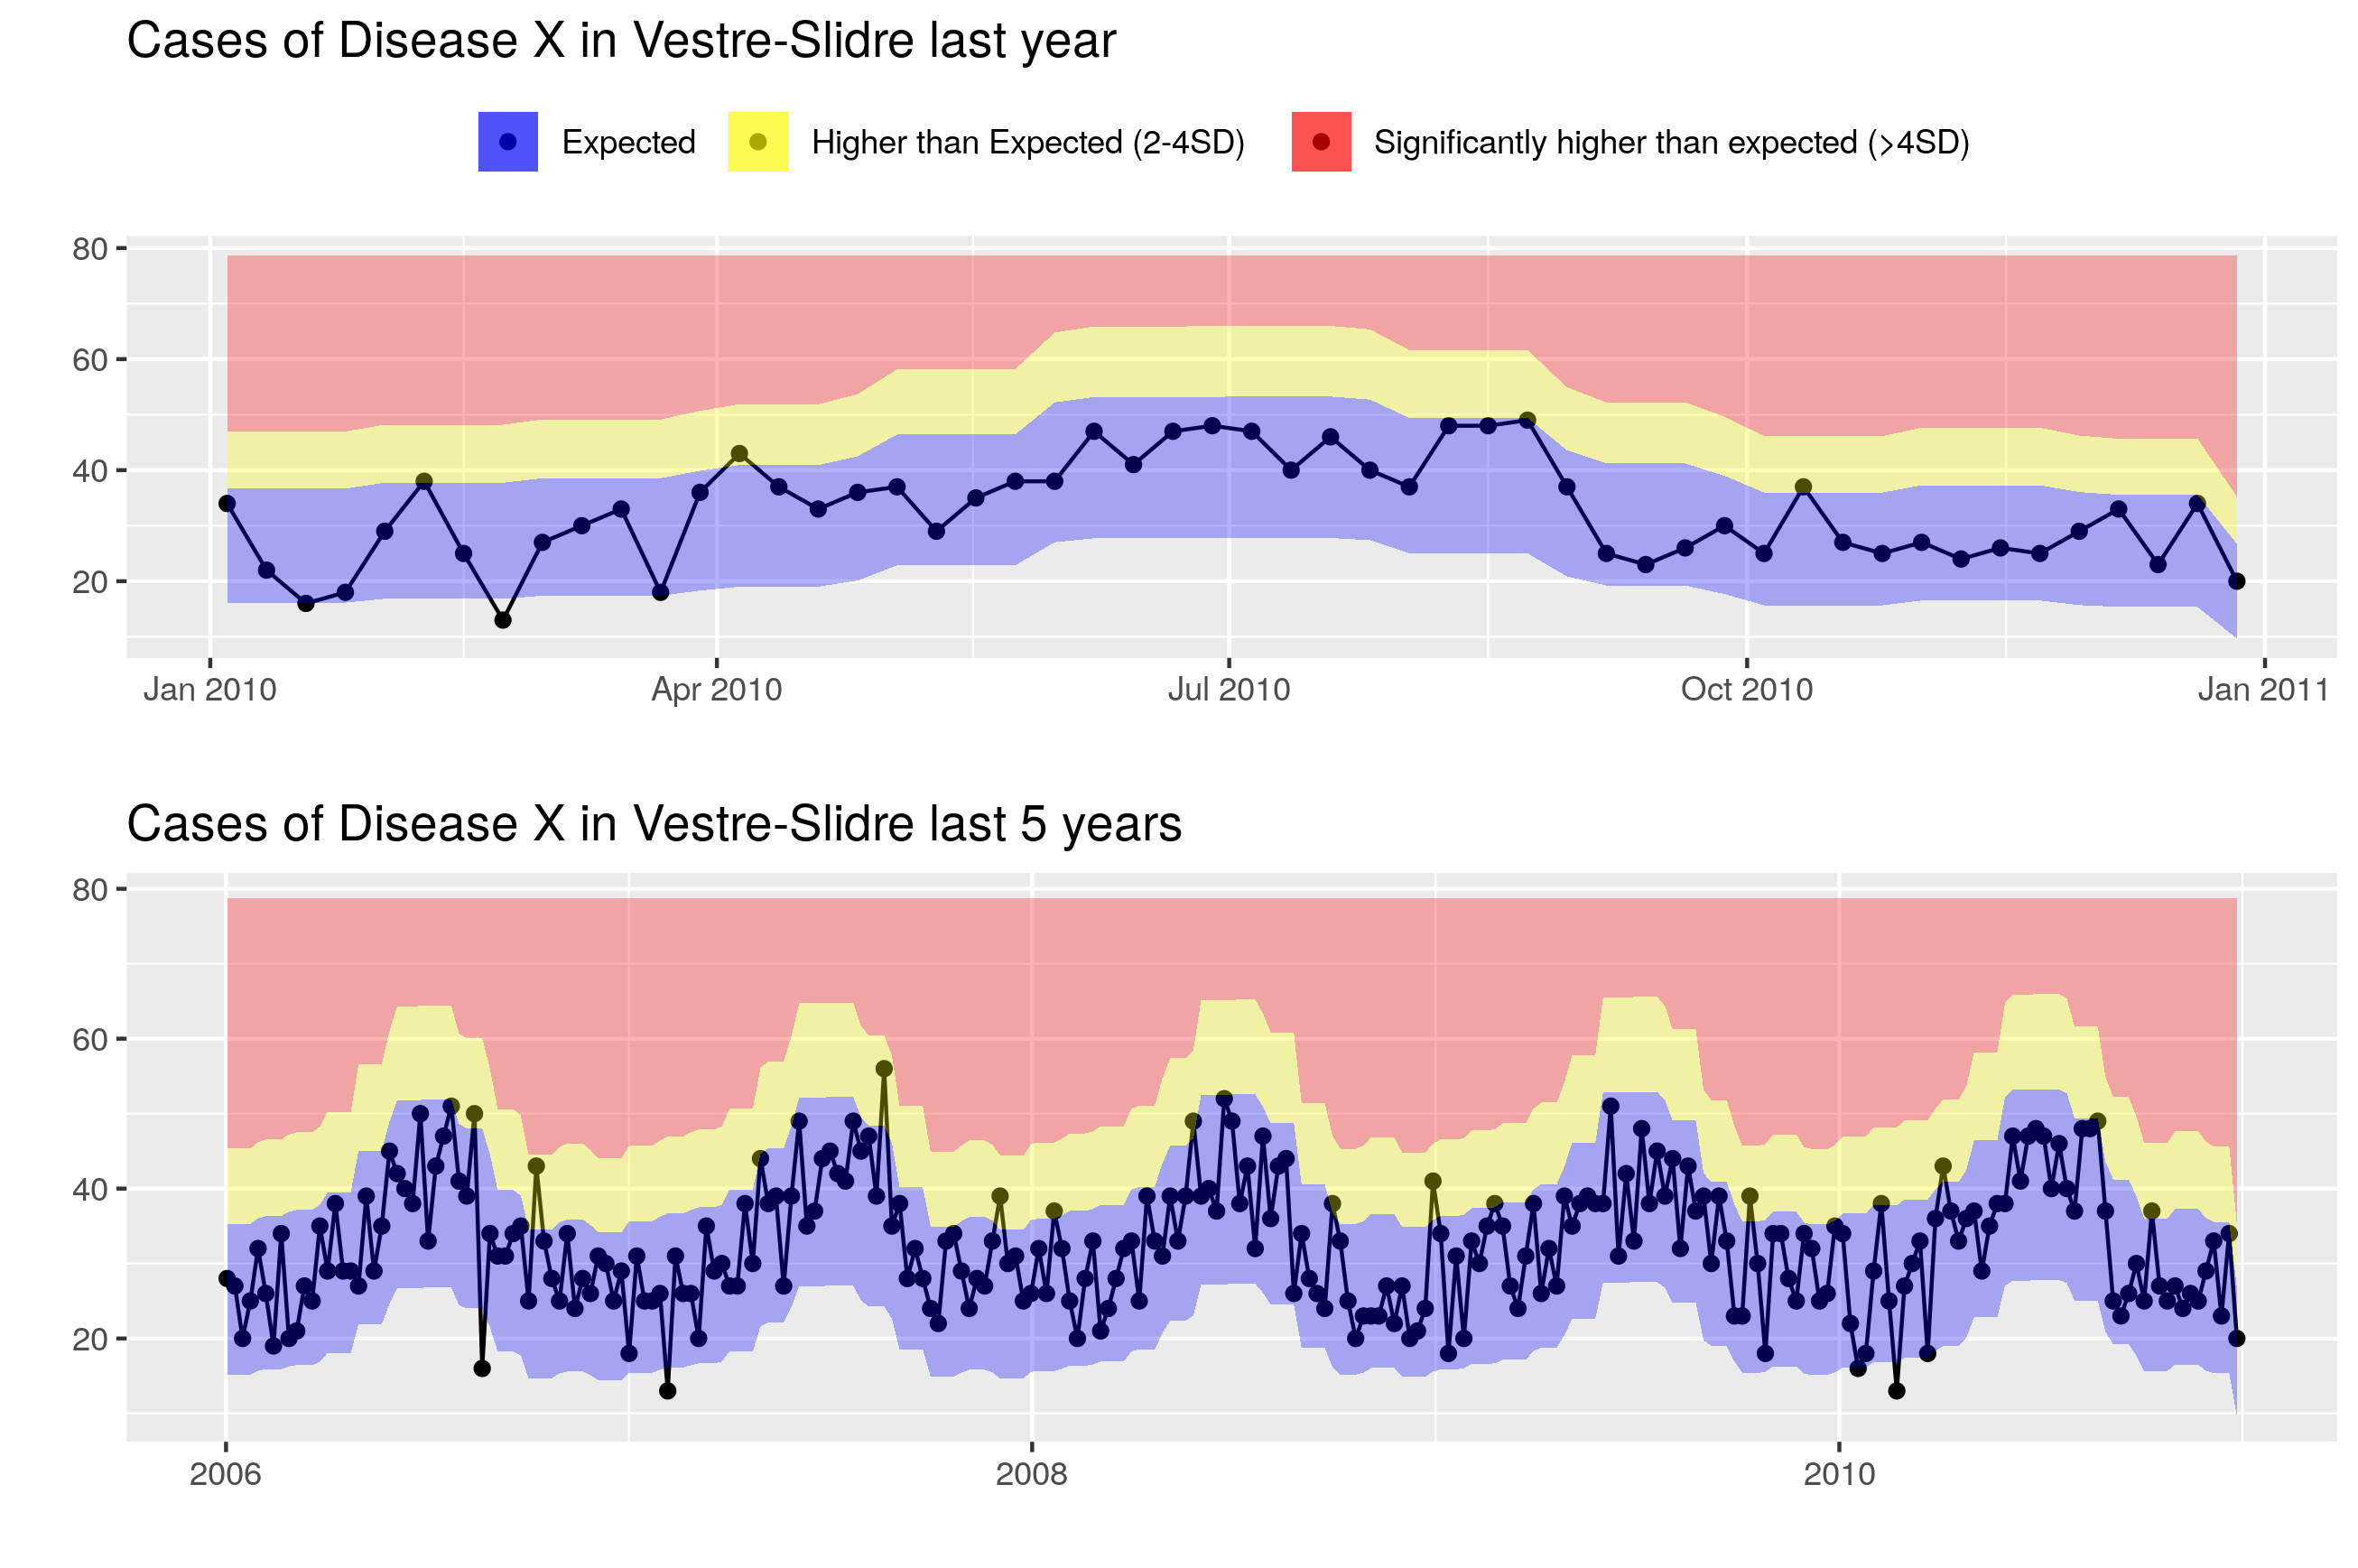 Cases of Disease X in Vestre-Slidre last year
Expected Higher than Expected (2-4SD) Significantly higher than expected (>4SD)
80
60
40
20
Jan 2010 Apr 2010 Jul 2010 Oct 2010 Jan 2011
Cases of Disease X in Vestre-Slidre last 5 years
80
60
40
20
2006 2008 2010